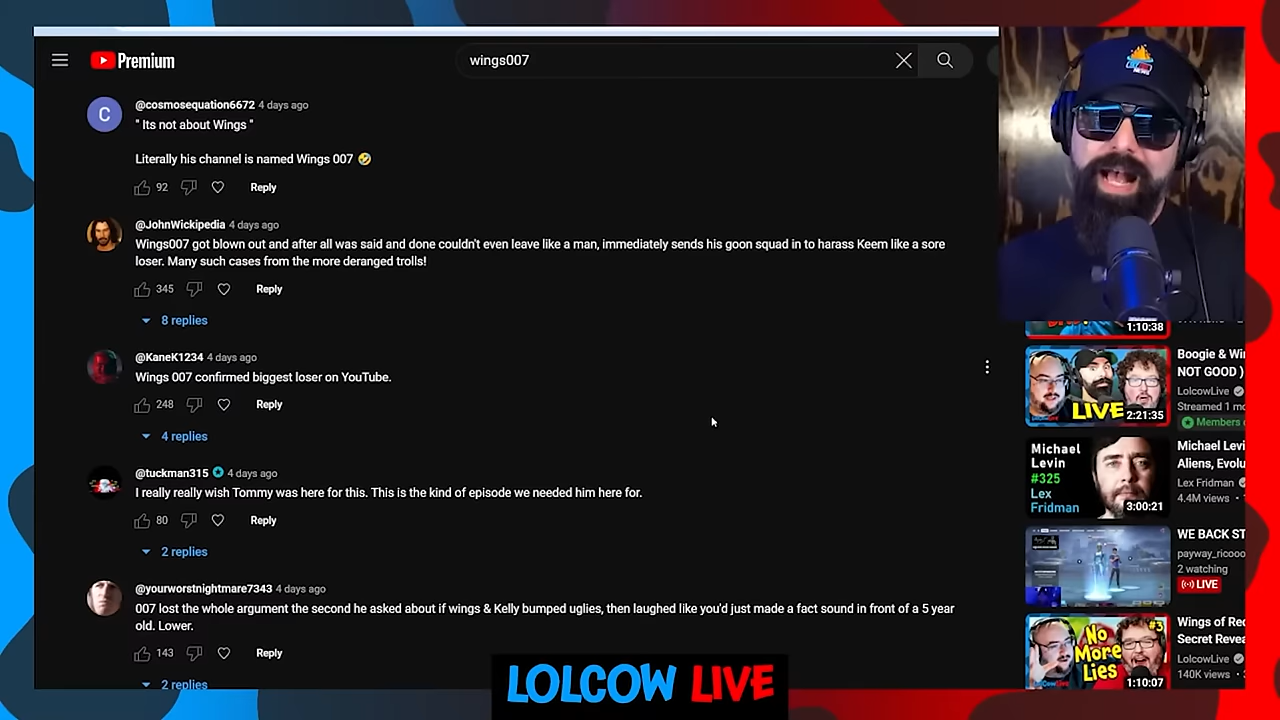 Premium
wings007
@cosmosequation6672 4 days ago
" Its not about Wings "
Literally his channel is named Wings 007 🤣
92 Reply
@JohnWickipedia 4 days ago
Wings007 got blown out and after all was said and done couldn't even leave like a man, immediately sends his goon squad in to harass Keem like a sore
loser. Many such cases from the more deranged trolls!
345 Reply
8 replies
@KaneK1234 4 days ago
Wings 007 confirmed biggest loser on YouTube.
248 Reply
4 replies
@tuckman315 4 days ago
I really really wish Tommy was here for this. This is the kind of episode we needed him here for.
80 Reply
2 replies
@yourworstnightmare7343 4 days ago
007 lost the whole argument the second he asked about if wings & Kelly bumped uglies, then laughed like you'd just made a fact sound in front of a 5 year
old. Lower.
143 Reply
2 replies
NEWS
1:10:38
LIVE
2:21:35
Boogie & Wi
NOT GOOD )
LolcowLive
Streamed 1 mo
Members
Michael
Levin
#325
Lex
Fridman
3:00:21
Michael Levi
Aliens, Evolu
Lex Fridman
4.4M views
WE BACK ST
payway_ricooo
2 watching
LIVE
#3
No
More
Lies
1:10:07
Wings of Rec
Secret Revea
LolcowLive
140K views
LOLCOW LIVE